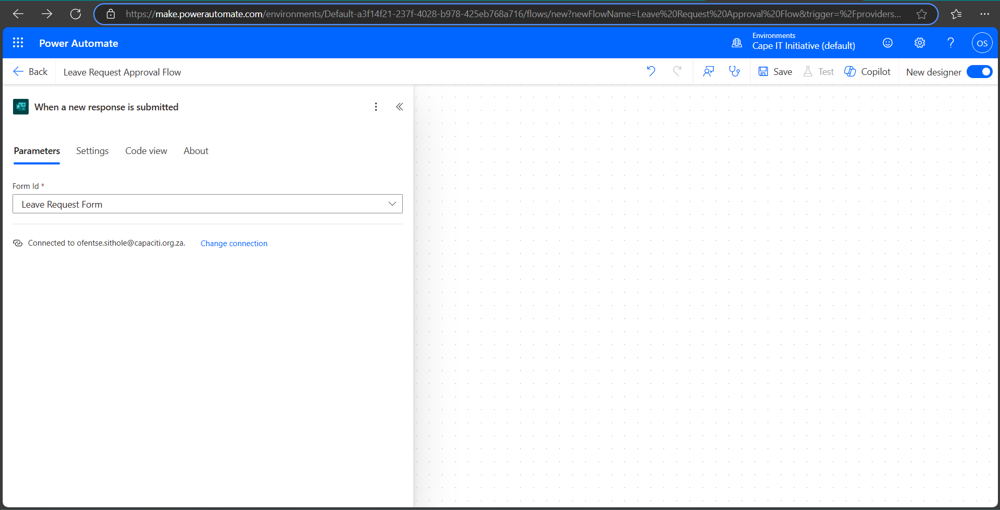 https://make.powerautomate.com/environments/Default-a3f14f21-237f-4028-b978-425eb768a716/flows/new?newFlowName=Leave%20Request%20Approval%20Flow&trigger=%2Fproviders...
Power Automate
Environments
Cape IT Initiative (default)
?
OS
Back
Leave Request Approval Flow
Save
Test
Copilot
New designer
When a new response is submitted
Parameters
Settings
Code view
About
Form Id *
Leave Request Form
Connected to ofentse.sithole@capaciti.org.za.
Change connection